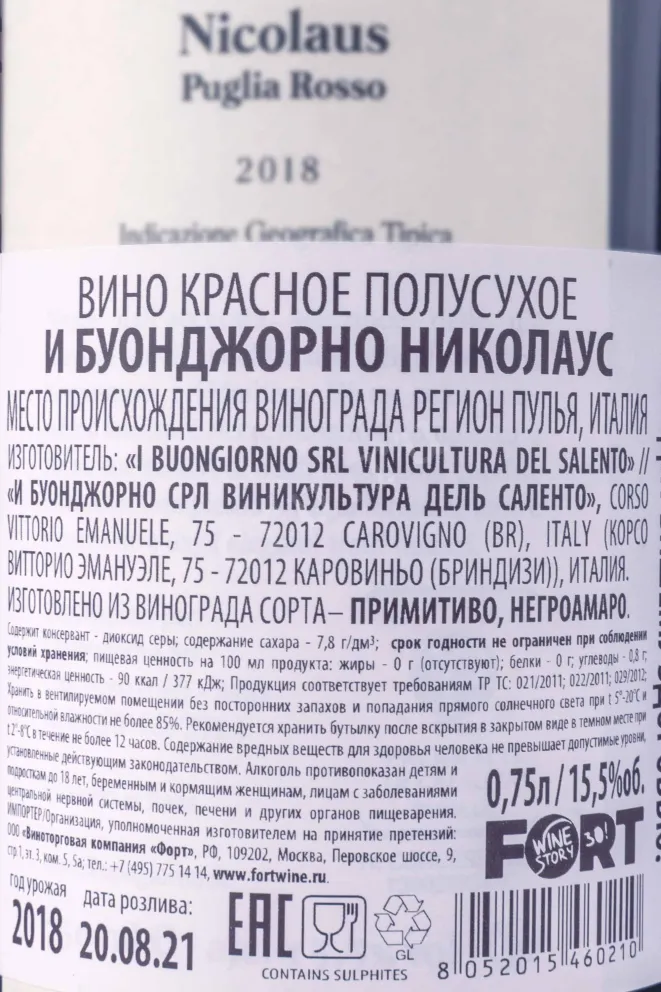 Nicolaus
Puglia Rosso
2018
Indicazione Geografica Tipica
ВИНО КРАСНОЕ ПОЛУСУХОЕ
И БУОНДЖОРНО НИКОЛАУС
МЕСТО ПРОИСХОЖДЕНИЯ ВИНОГРАДА РЕГИОН ПУЛЬЯ, ИТАЛИЯ
ИЗГОТОВИТЕЛЬ: «I BUONGIORNO SRL VINICULTURA DEL SALENTO» //
«И БУОНДЖОРНО СРЛ ВИНИКУЛЬТУРА ДЕЛЬ САЛЕНТО», CORSO
VITTORIO EMANUELE, 75 - 72012 CAROVIGNO (BR), ITALY (КОРСО
ВИТТОРИО ЭМАНУЭЛЕ, 75 - 72012 КАРОВИНЬО (БРИНДИЗИ)), ИТАЛИЯ.
ИЗГОТОВЛЕНО ИЗ ВИНОГРАДА СОРТА– ПРИМИТИВО, НЕГРОАМАРО.
Содержит консервант - диоксид серы; содержание сахара - 7,8 г/дм³; срок годности не ограничен при соблюдении
условий хранения; пищевая ценность на 100 мл продукта: жиры - 0 г (отсутствуют); белки - 0 г; углеводы - 0,8 г;
энергетическая ценность - 90 ккал / 377 кДж; Продукция соответствует требованиям ТР ТС: 021/2011; 022/2011; 029/2012;
Хранить в вентилируемом помещении без посторонних запахов и попадания прямого солнечного света при t 5°-20°С и
относительной влажности не более 85%. Рекомендуется хранить бутылку после вскрытия в закрытом виде в темном месте при
t 2°-8°С в течение не более 12 часов. Содержание вредных веществ для здоровья человека не превышает допустимые уровни,
установленные действующим законодательством. Алкоголь противопоказан детям и
подросткам до 18 лет, беременным и кормящим женщинам, лицам с заболеваниями
центральной нервной системы, почек, печени и других органов пищеварения.
ИМПОРТЕР/Организация, уполномоченная изготовителем на принятие претензий:
ООО «Виноторговая компания «Форт», РФ, 109202, Москва, Перовское шоссе, 9,
стр.1, эт. 3, ком. 5, 5а; тел.: +7 (495) 775 14 14, www.fortwine.ru.
0,75л/15,5%об.
FORT
WINE STORY 30!
год урожая
2018
дата розлива:
20.08.21
EAC
GL
CONTAINS SULPHITES
8 052015 460210